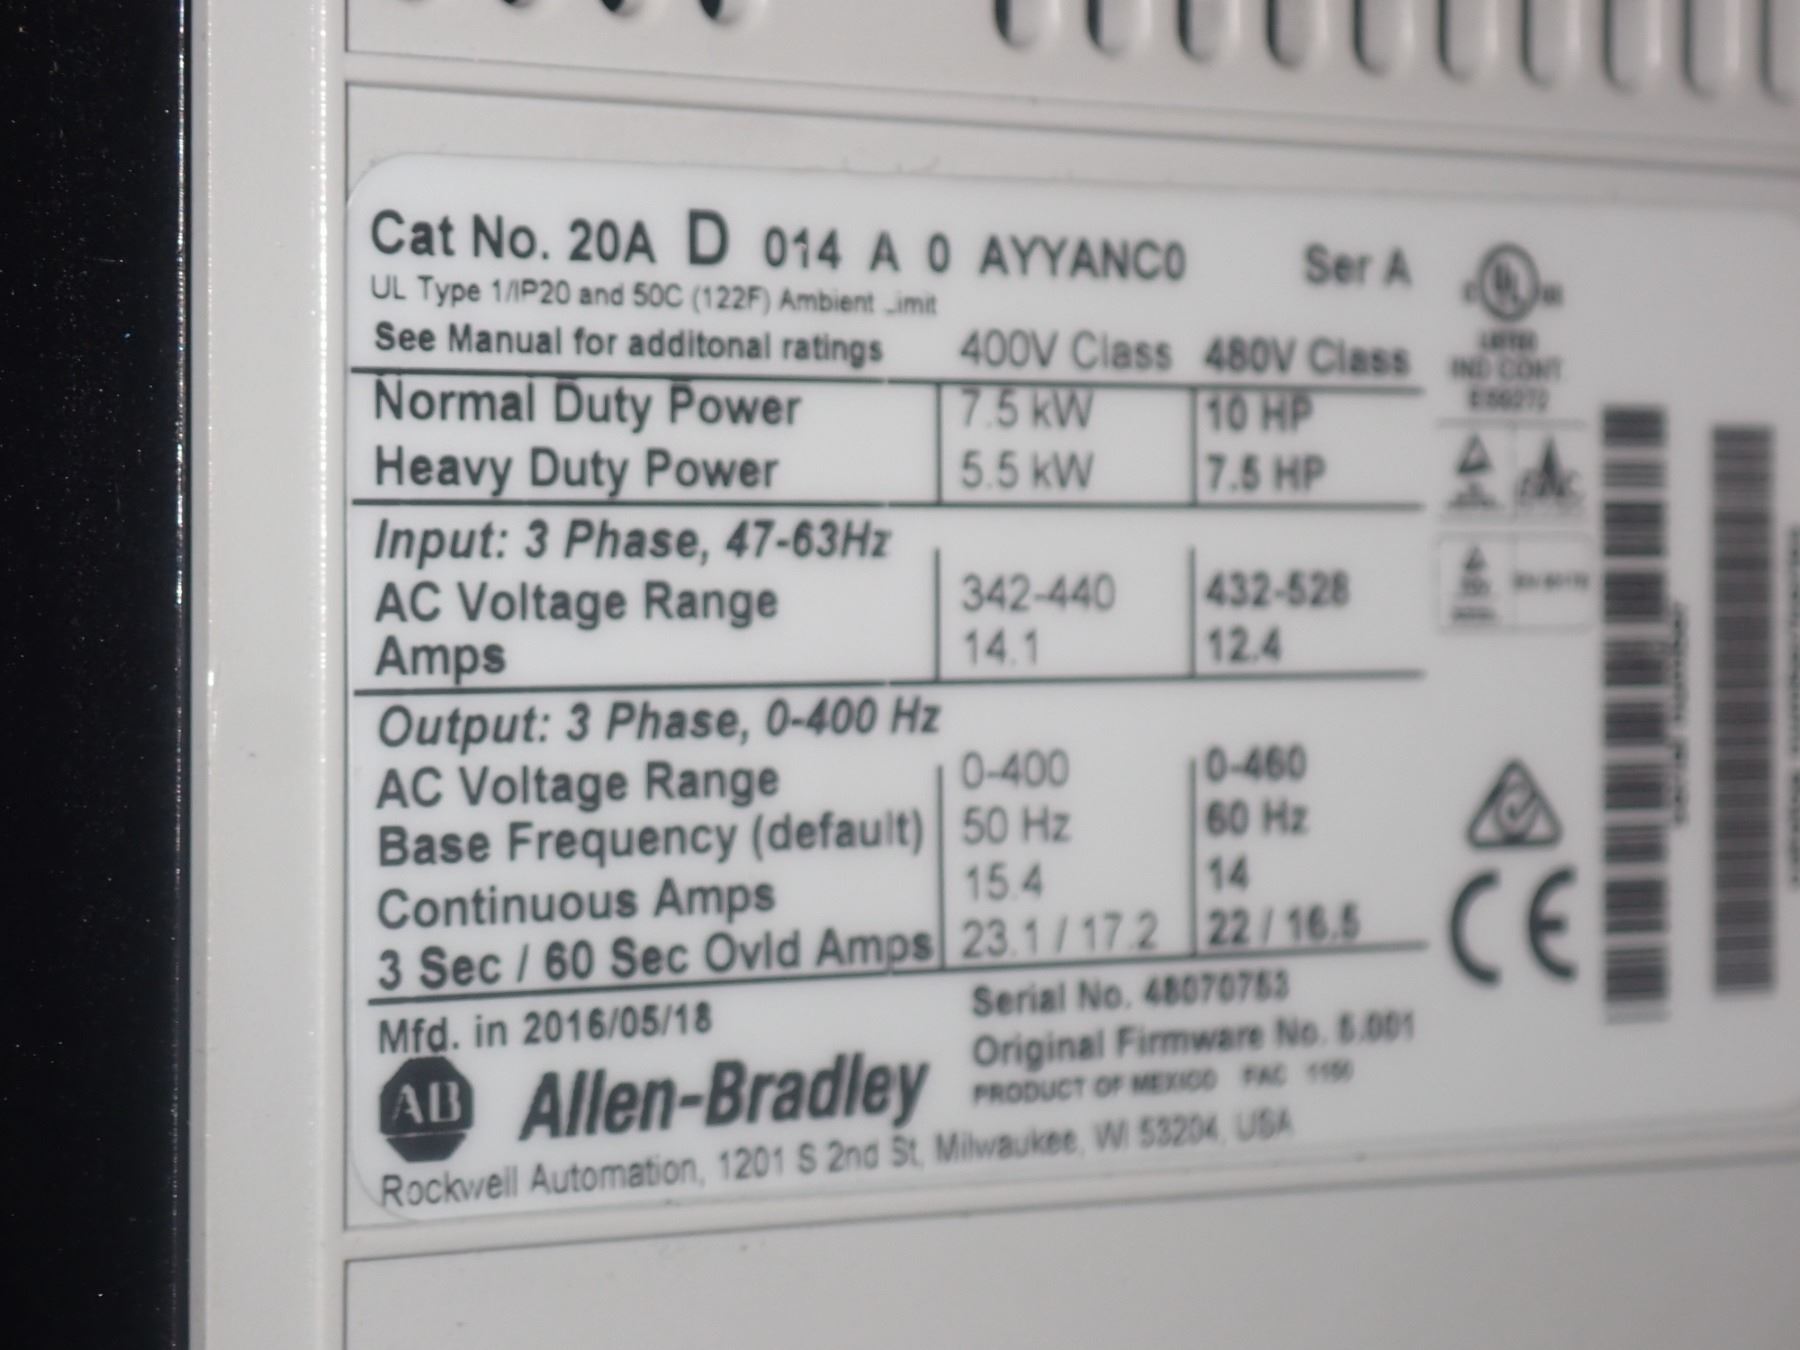 Cat No. 20A D 014 A 0 AYYANC0 Ser A
UL Type 1/IP20 and 50C (122F) Ambient Limit
See Manual for additonal ratings 400V Class 480V Class
Normal Duty Power 7.5 kW 10 HP
Heavy Duty Power 5.5 kW 7.5 HP
Input: 3 Phase, 47-63Hz
AC Voltage Range 342-440 432-528
Amps 14.1 12.4
Output: 3 Phase, 0-400 Hz
AC Voltage Range 0-400 0-460
Base Frequency (default) 50 Hz 60 Hz
Continuous Amps 15.4 14
3 Sec / 60 Sec Ovld Amps 23.1 / 17.2 22 / 16.5
Mfd. in 2016/05/18
Serial No. 48070753
Original Firmware No. 5.001
PRODUCT OF MEXICO FAC
AB Allen-Bradley
Rockwell Automation, 1201 S 2nd St, Milwaukee, WI 53204, USA
UL
LISTED
IND CONT
CE